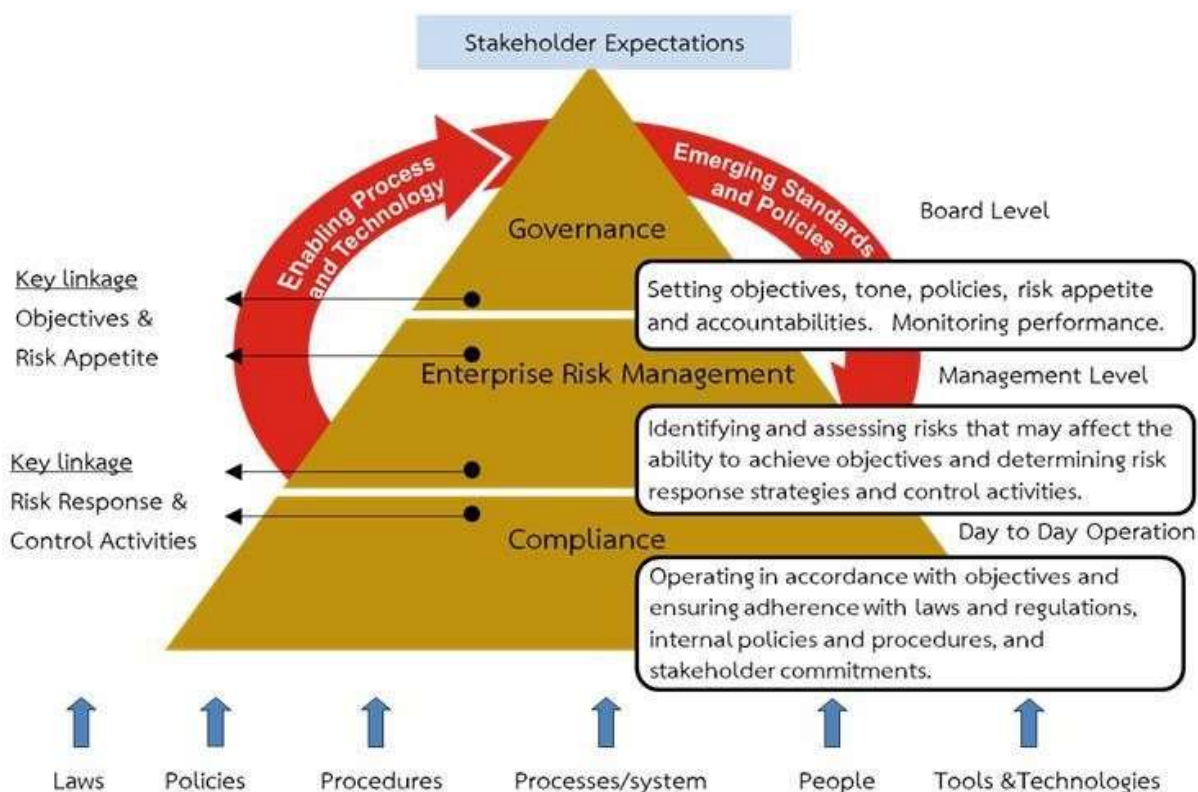 Stakeholder Expectations
Enabling Process
and Technology
Emerging Standards
and Policies
Board Level
Governance
Key linkage
Objectives &
Risk Appetite
Setting objectives, tone, policies, risk appetite
and accountabilities. Monitoring performance.
Enterprise Risk Management
Management Level
Key linkage
Risk Response &
Control Activities
Identifying and assessing risks that may affect the
ability to achieve objectives and determining risk
response strategies and control activities.
Compliance
Day to Day Operation
Operating in accordance with objectives and
ensuring adherence with laws and regulations,
internal policies and procedures, and
stakeholder commitments.
Laws
Policies
Procedures
Processes/system
People
Tools &Technologies